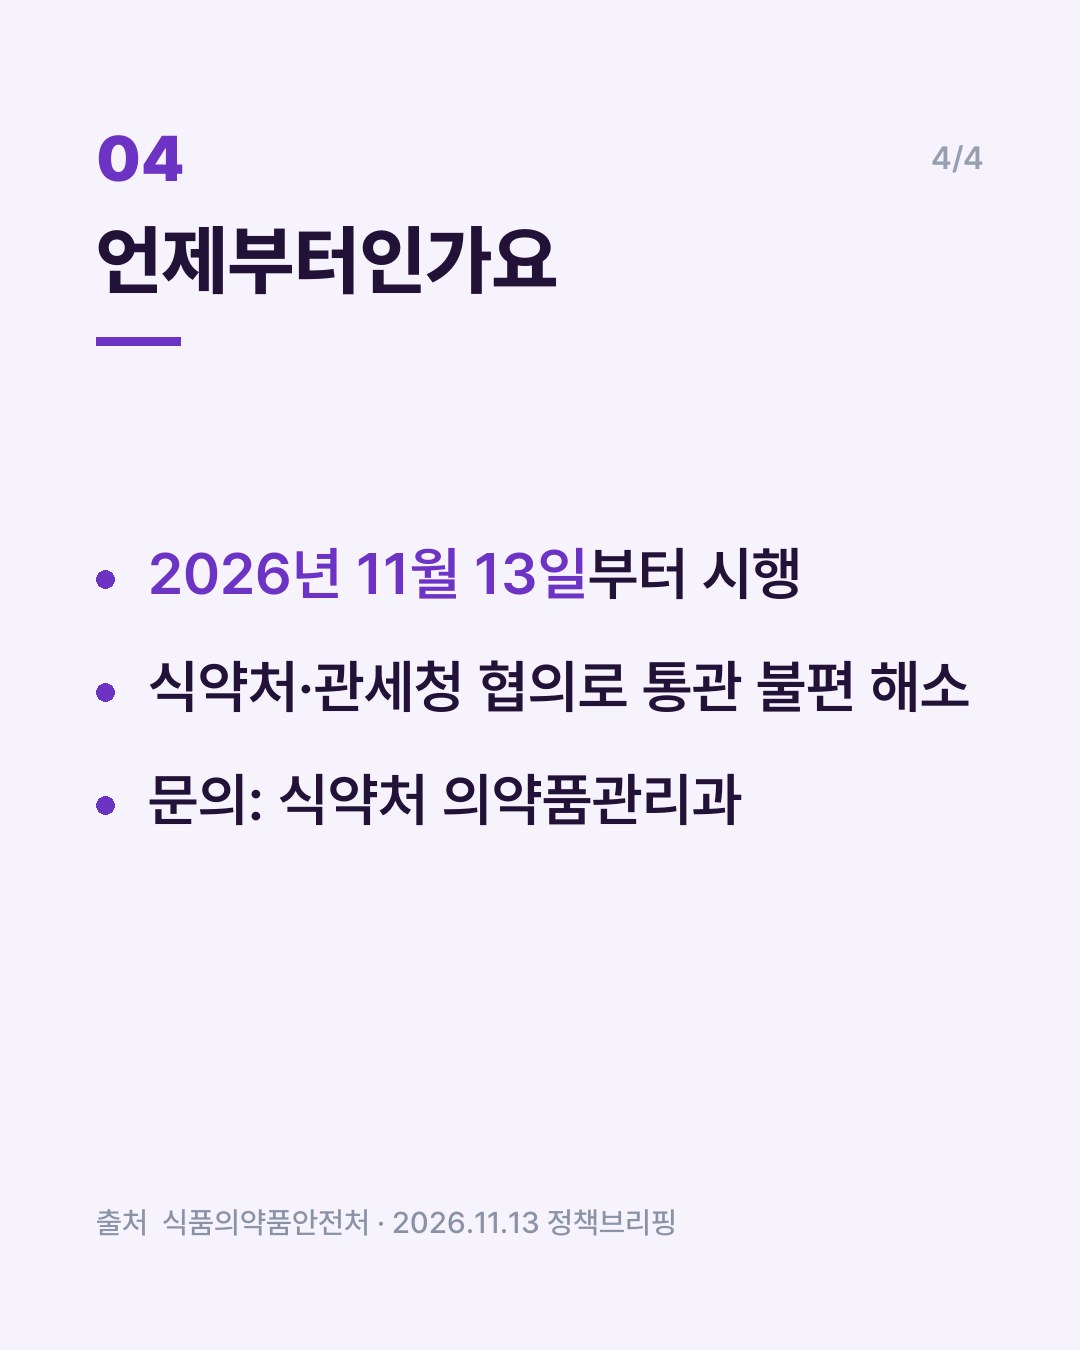 04
4/4
언제부터인가요
2026년 11월 13일부터 시행
식약처·관세청 협의로 통관 불편 해소
문의: 식약처 의약품관리과
출처 식품의약품안전처 · 2026.11.13 정책브리핑